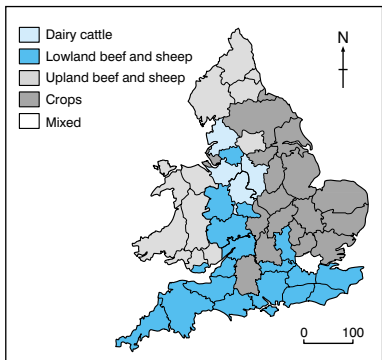 Dairy cattle
Lowland beef and sheep
Upland beef and sheep
Crops
Mixed
N
0 100